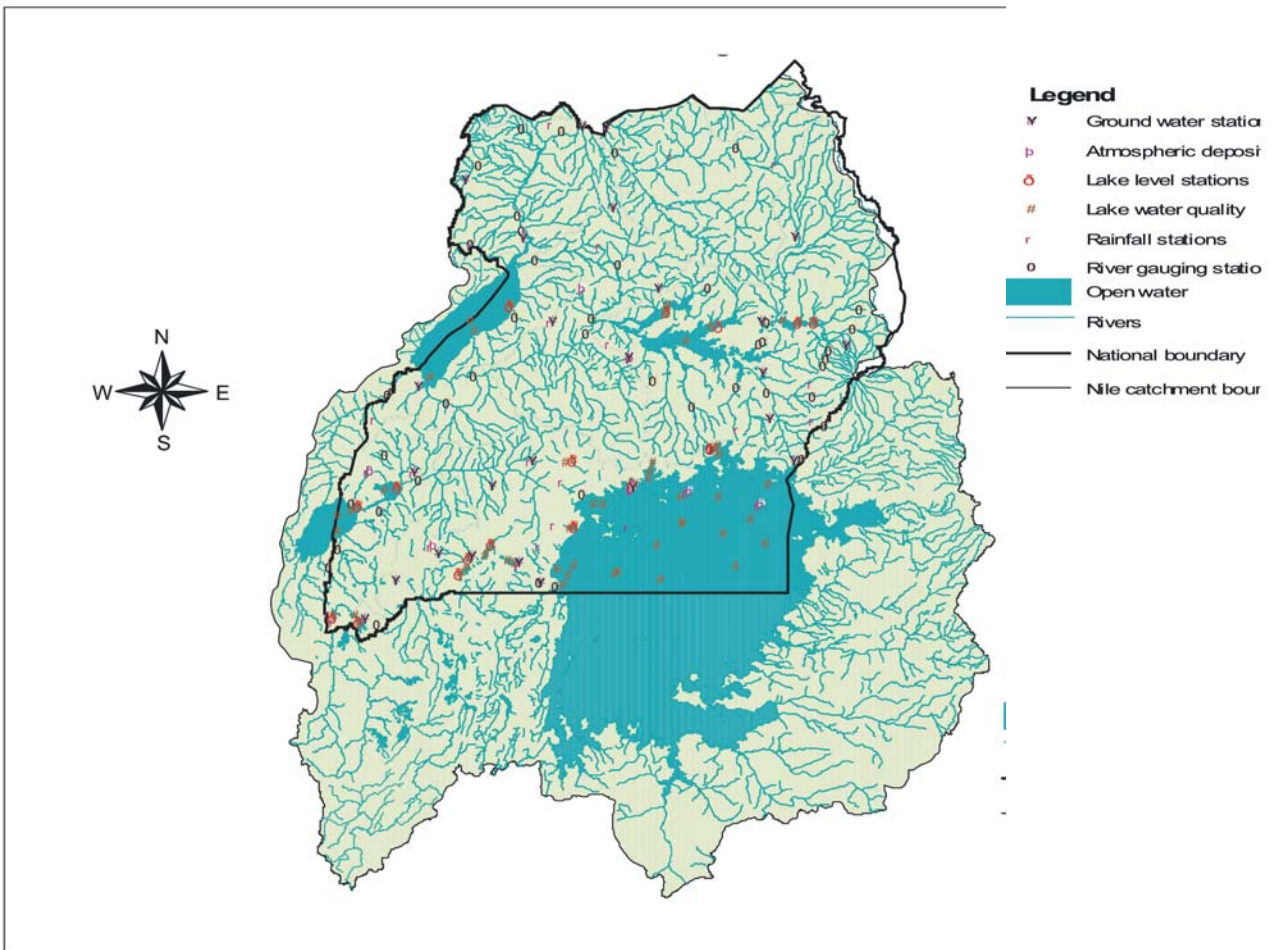 N
W E
S
Legend
Ground water statio
Atmospheric deposi
Lake level stations
Lake water quality
Rainfall stations
River gauging statio
Open water
Rivers
National boundary
Nile catchment bour